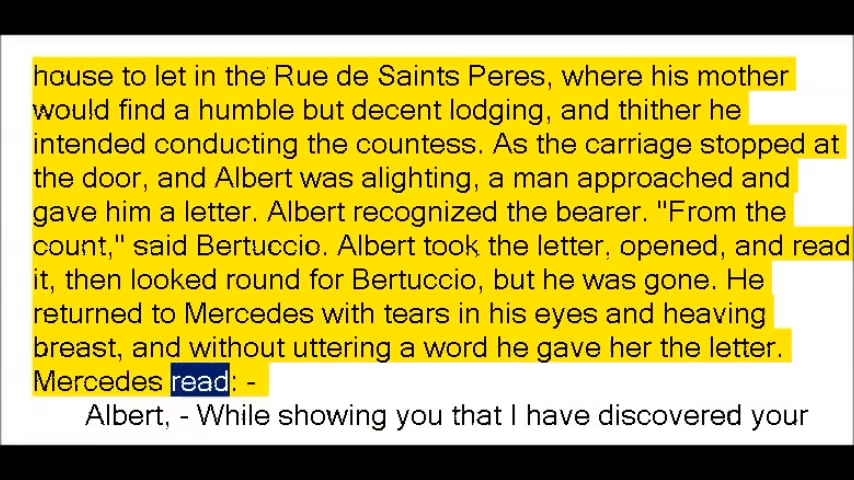 house to let in the Rue de Saints Peres, where his mother
would find a humble but decent lodging, and thither he
intended conducting the countess. As the carriage stopped at
the door, and Albert was alighting, a man approached and
gave him a letter. Albert recognized the bearer. "From the
count," said Bertuccio. Albert took the letter, opened, and read
it, then looked round for Bertuccio, but he was gone. He
returned to Mercedes with tears in his eyes and heaving
breast, and without uttering a word he gave her the letter.
Mercedes read: -
Albert, - While showing you that I have discovered your